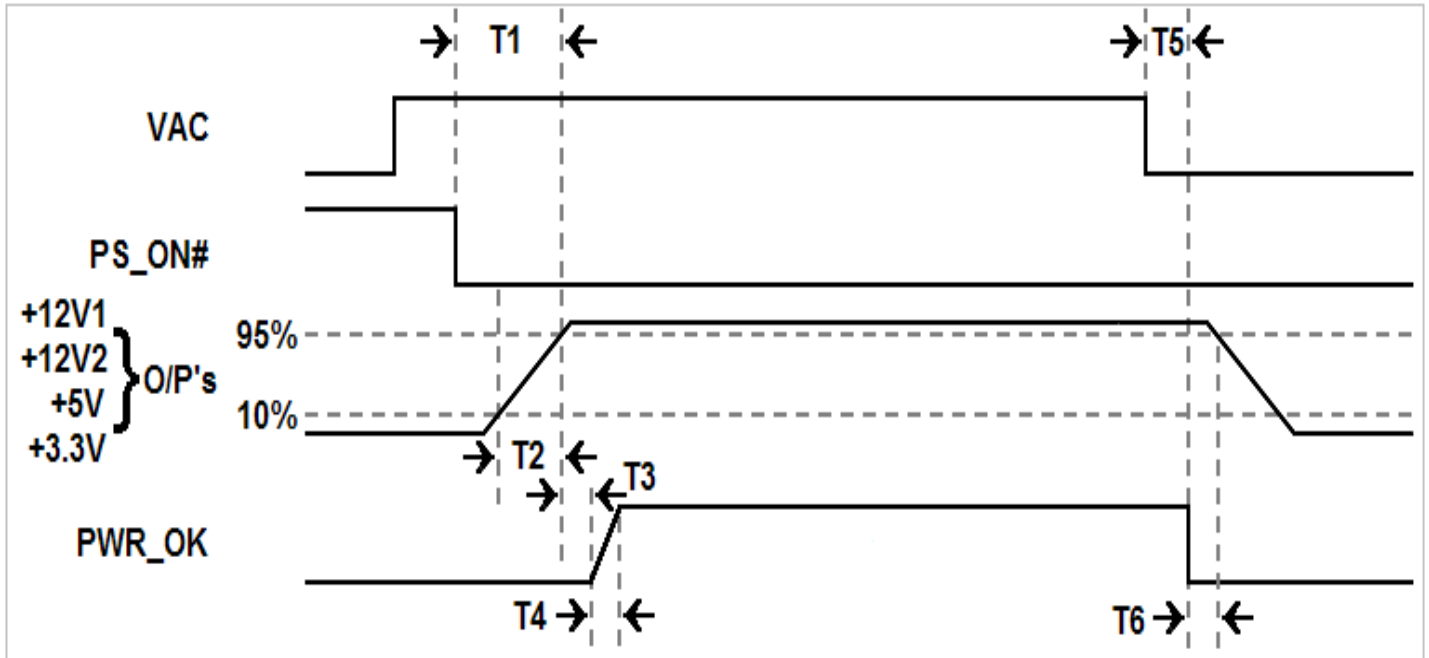 T1
T5
VAC
PS_ON#
+12V1
+12V2
+5V
+3.3V
O/P's
95%
10%
T2
T3
PWR_OK
T4
T6